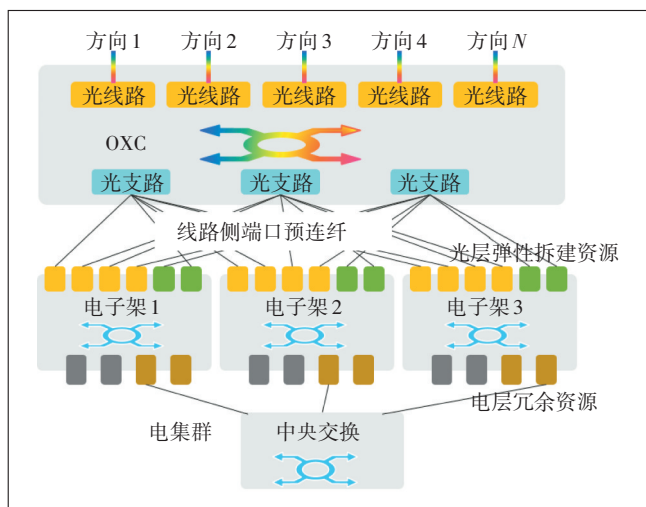 方向1 方向2 方向3 方向4 方向N
光线路 光线路 光线路 光线路 光线路
OXC
光支路 光支路 光支路
线路侧端口预连纤
光层弹性拆建资源
电子架1 电子架2 电子架3
电层冗余资源
电集群 中央交换